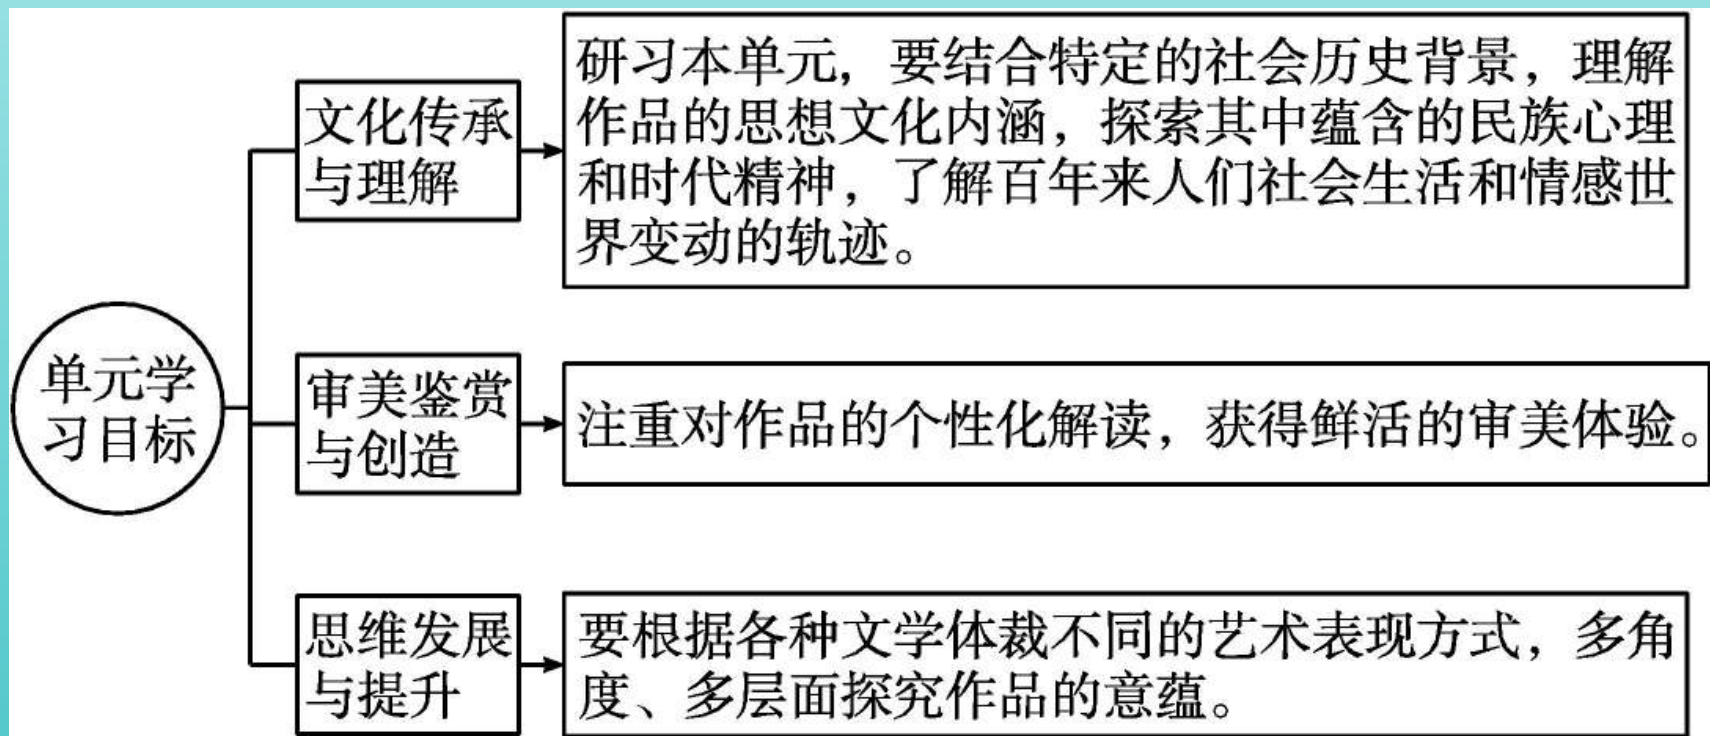 单元学
习目标
文化传承
与理解
研习本单元，要结合特定的社会历史背景，理解
作品的思想文化内涵，探索其中蕴含的民族心理
和时代精神，了解百年来人们社会生活和情感世
界变动的轨迹。
审美鉴赏
与创造
注重对作品的个性化解读，获得鲜活的审美体验。
思维发展
与提升
要根据各种文学体裁不同的艺术表现方式，多角
度、多层面探究作品的意蕴。